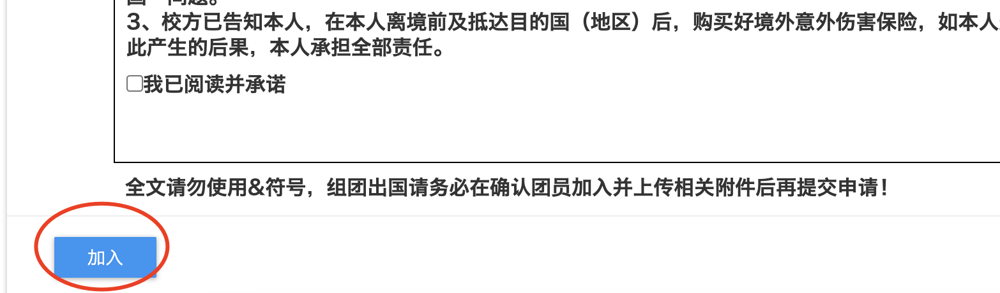 3、校方已告知本人，在本人离境前及抵达目的国（地区）后，购买好境外意外伤害保险，如本人
此产生的后果，本人承担全部责任。
我已阅读并承诺
全文请勿使用&符号，组团出国请务必在确认团员加入并上传相关附件后再提交申请！
加入